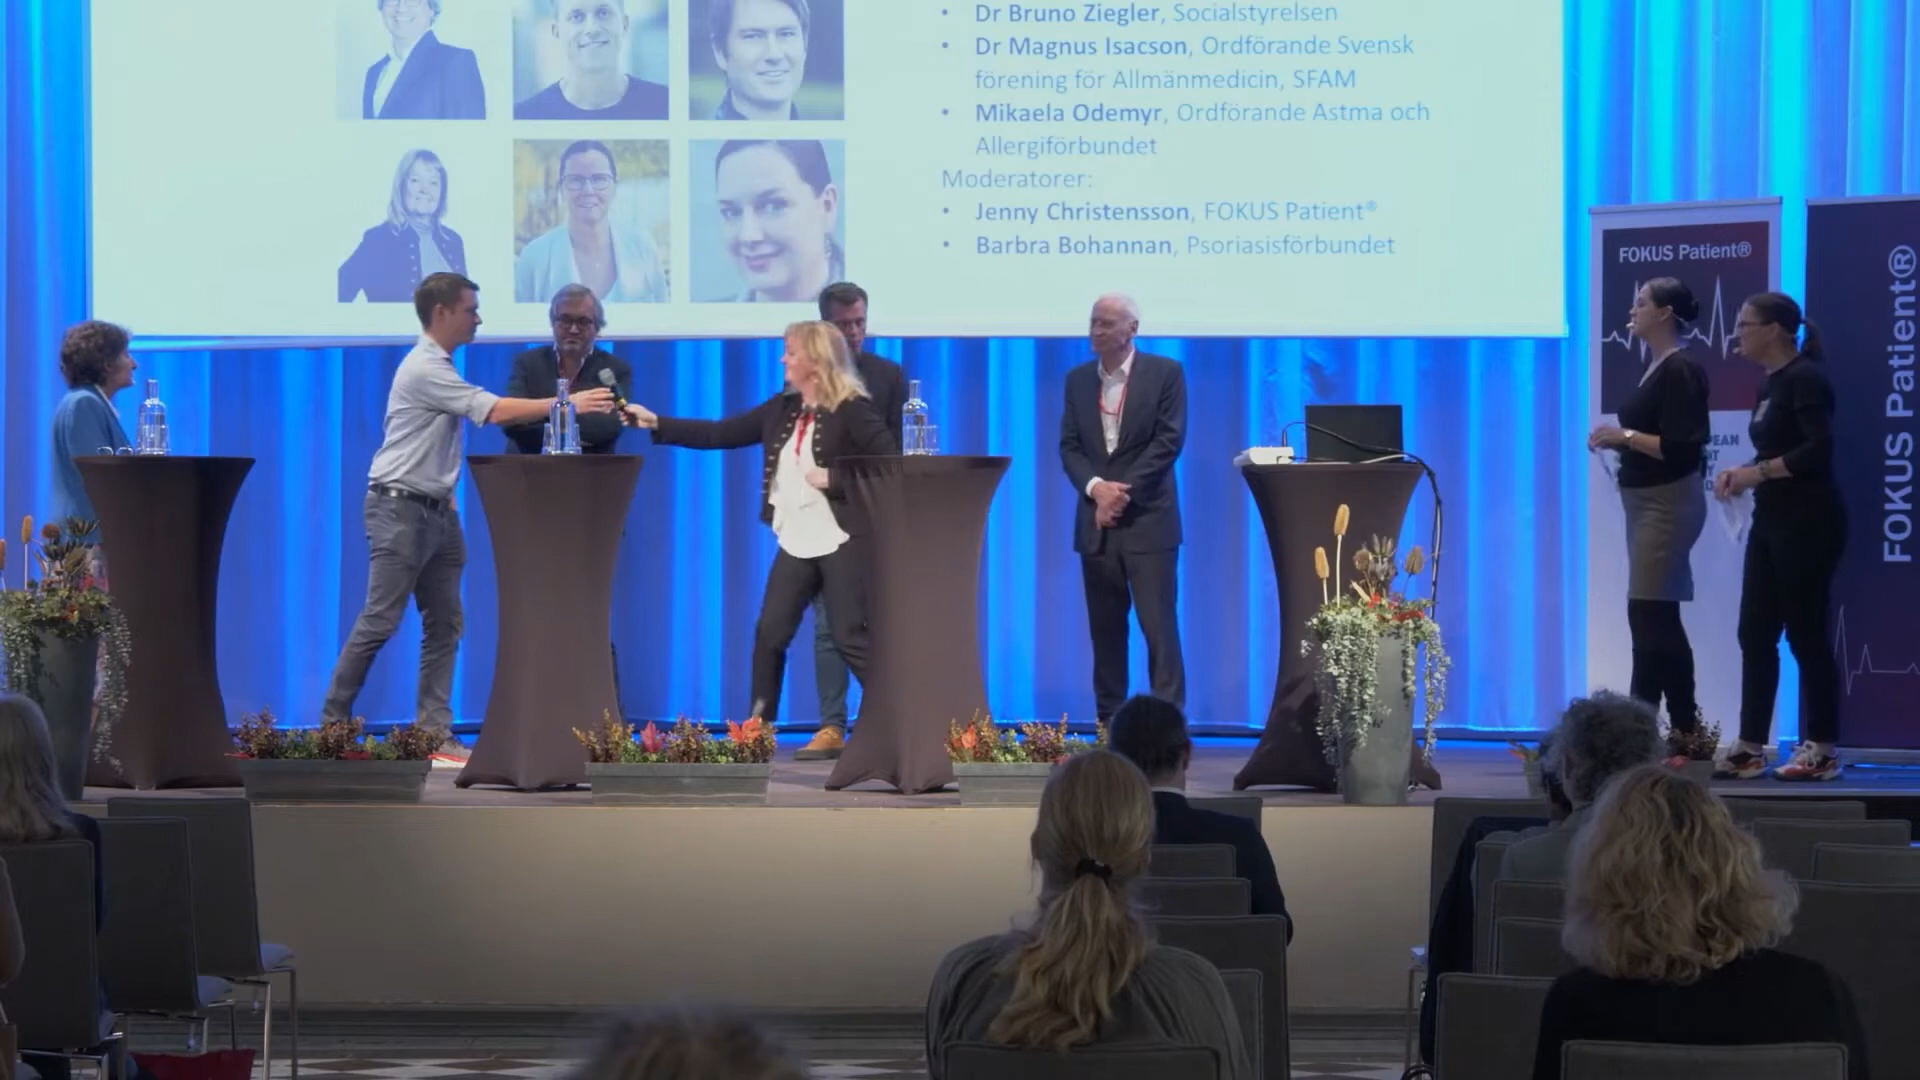 • Dr Bruno Ziegler, Socialstyrelsen
• Dr Magnus Isacson, Ordförande Svensk
förening för Allmänmedicin, SFAM
• Mikaela Odemyr, Ordförande Astma och
Allergiförbundet
Moderatorer:
• Jenny Christensson, FOKUS Patient®
• Barbra Bohannan, Psoriasisförbundet
FOKUS Patient®
FOKUS Patient®